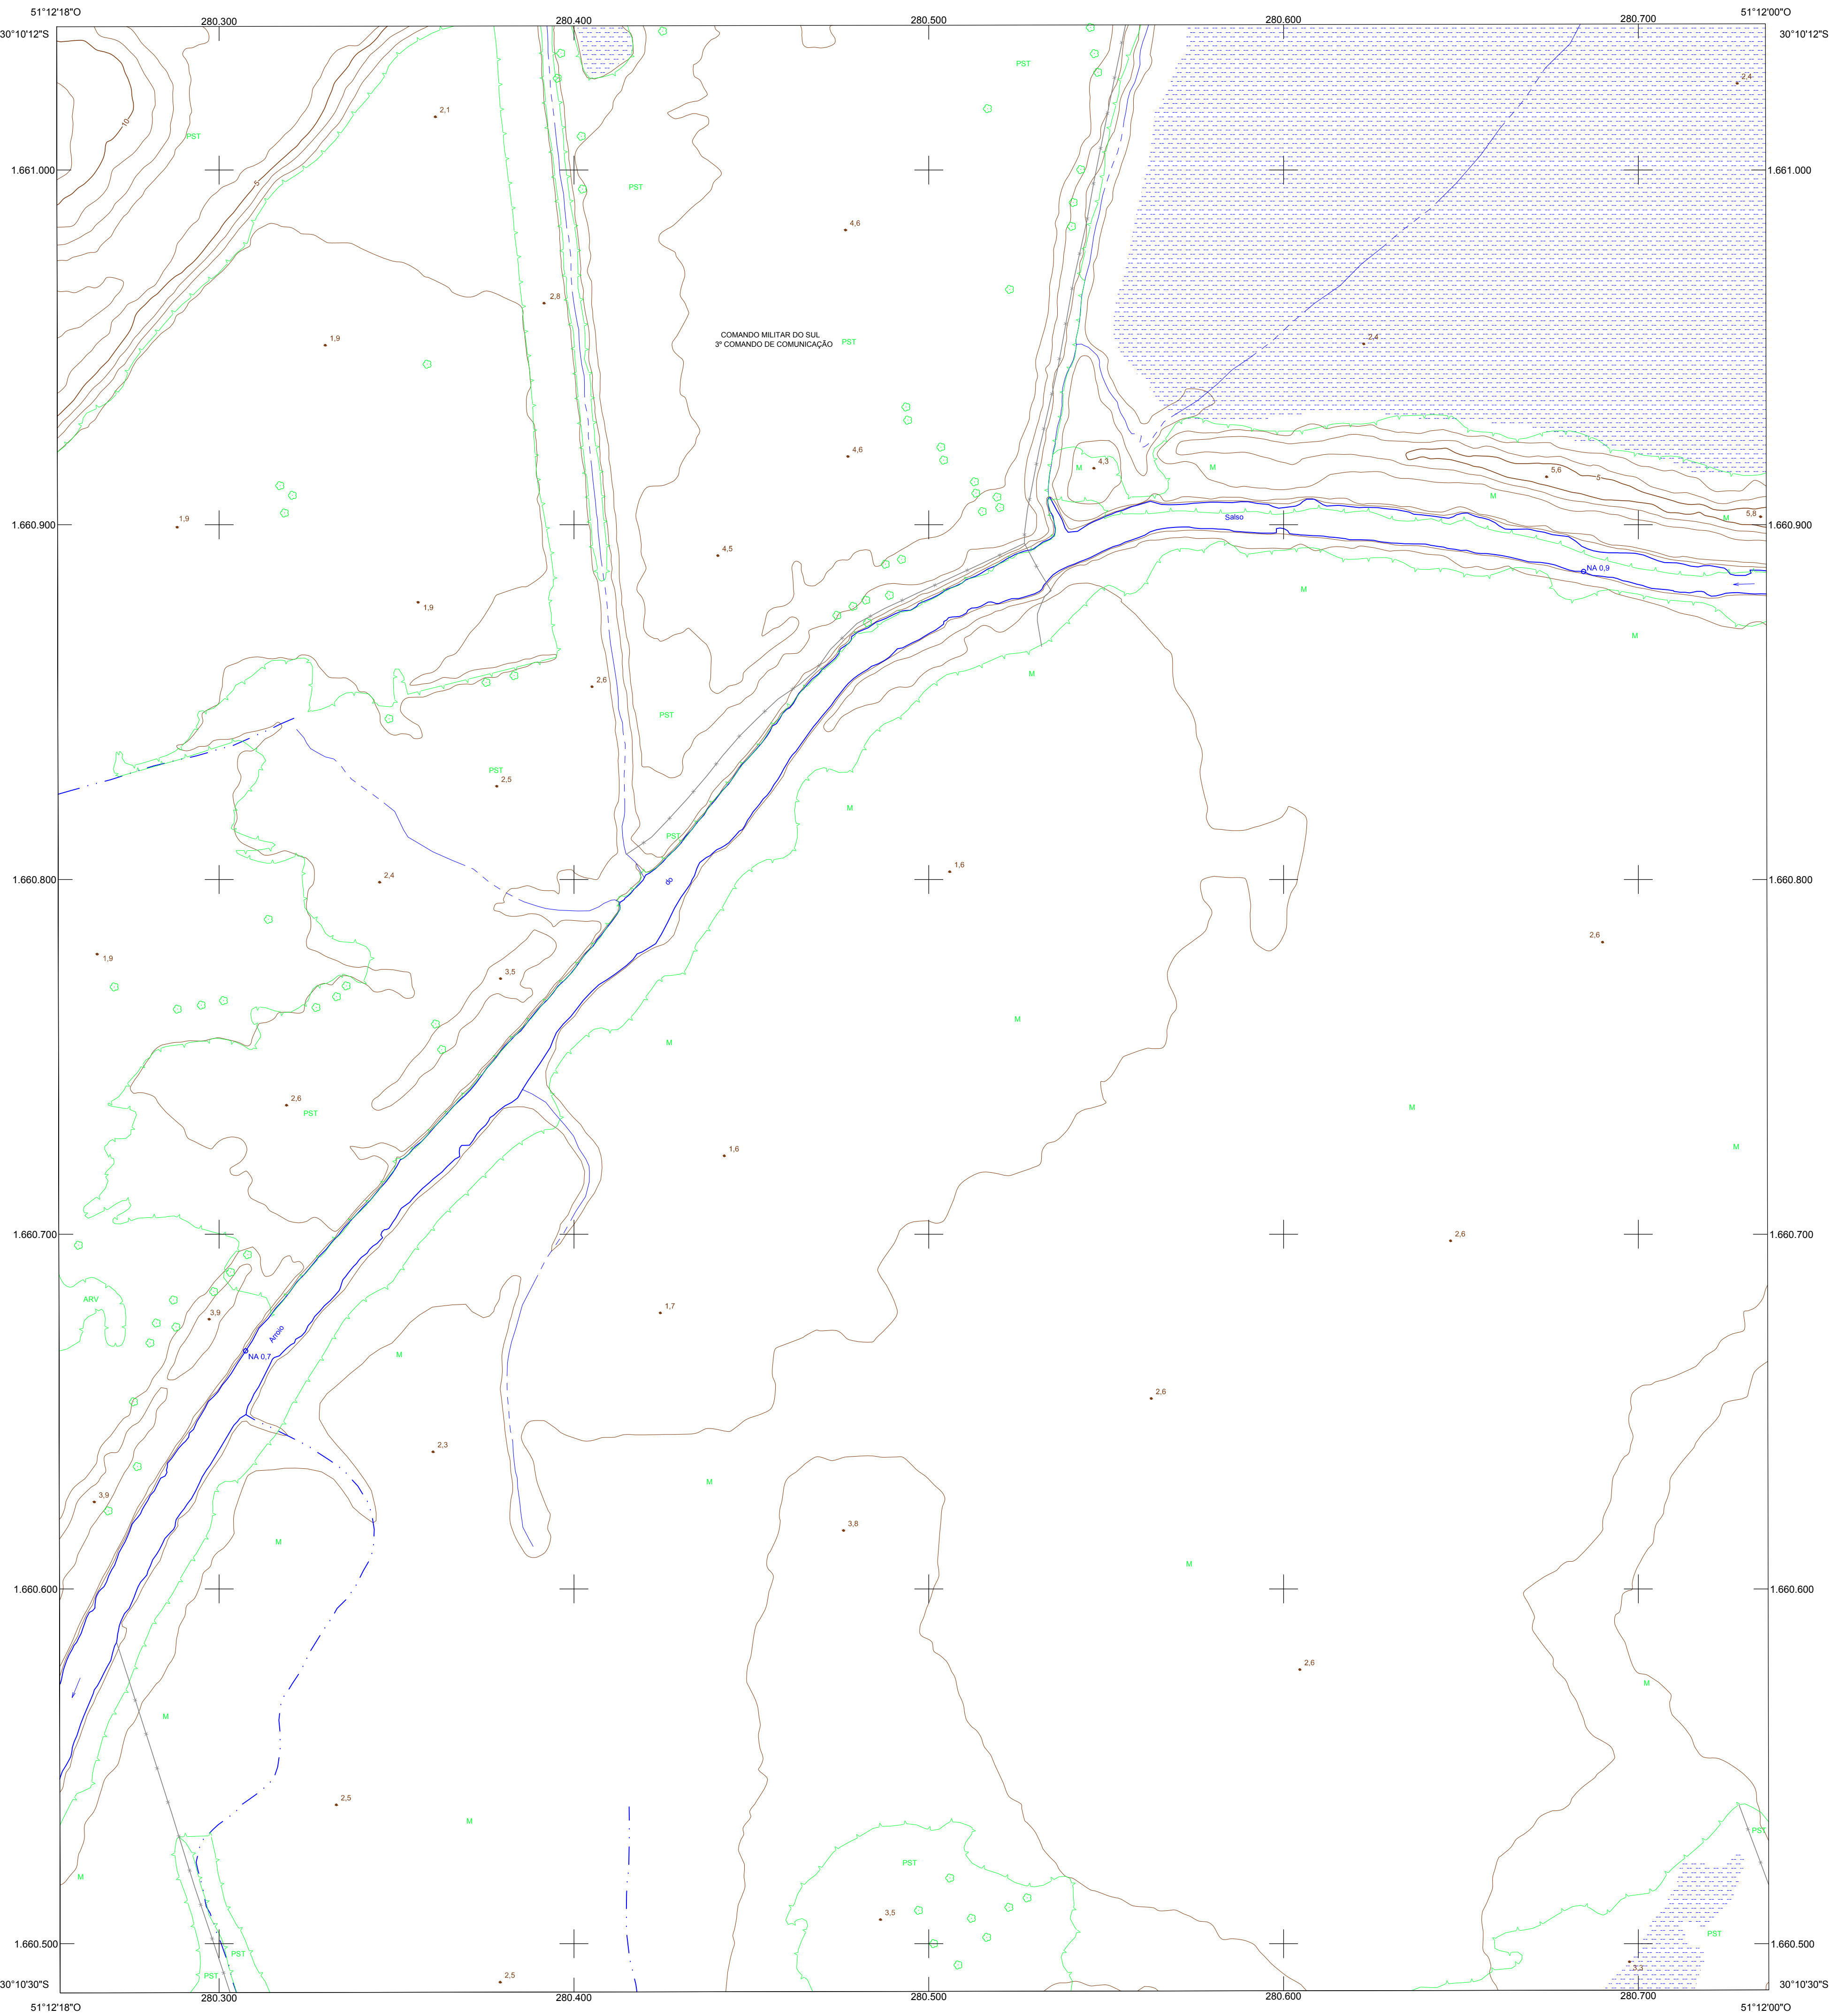 51°12'18"O
280.300
280.400
280.500
280.600
280.700
51°12'00"O
30°10'12"S
30°10'12"S
PST
2,4
10
2,1
PST
1.661.000
1.661.000
5
PST
4,6
2,8
COMANDO MILITAR DO SUL
3º COMANDO DE COMUNICAÇÃO
PST
1,9
2,4
4,6
4,3
M
M
5,6
5
M
1,9
Salso
M
5,8
1.660.900
1.660.900
4,5
NA 0,9
M
1,9
M
M
2,6
PST
PST
2,5
M
PST
1,6
2,4
do
1.660.800
1.660.800
2,6
1,9
3,5
M
M
2,6
PST
M
M
1,6
1.660.700
1.660.700
2,6
ARV
3,9
1,7
Arroio
NA 0,7
M
2,6
2,3
M
3,9
3,8
M
M
1.660.600
1.660.600
2,6
M
M
2,5
M
PST
PST
M
3,5
PST
1.660.500
1.660.500
PST
3,3
PST
2,5
30°10'30"S
30°10'30"S
280.300
280.400
280.500
280.600
280.700
51°12'18"O
51°12'00"O